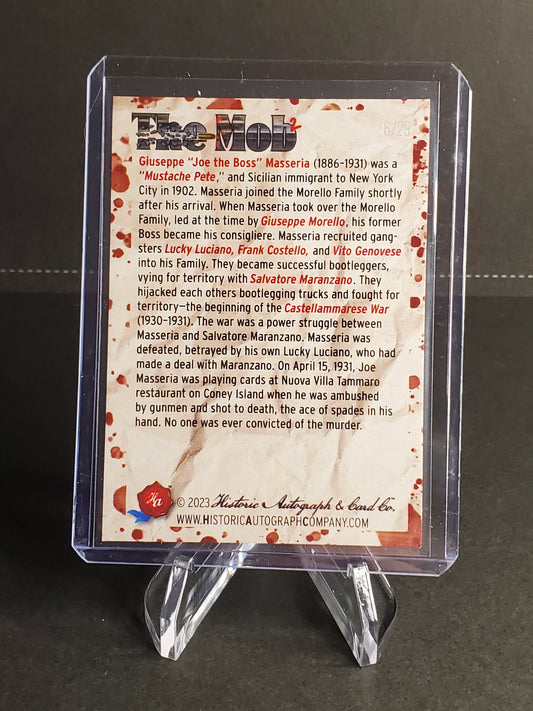 The Mob²
6/29
Giuseppe "Joe the Boss" Masseria (1886-1931) was a
"Mustache Pete," and Sicilian immigrant to New York
City in 1902. Masseria joined the Morello Family shortly
after his arrival. When Masseria took over the Morello
Family, led at the time by Giuseppe Morello, his former
Boss became his consigliere. Masseria recruited gang-
sters Lucky Luciano, Frank Costello, and Vito Genovese
into his Family. They became successful bootleggers,
vying for territory with Salvatore Maranzano. They
hijacked each others bootlegging trucks and fought for
territory—the beginning of the Castellammarese War
(1930-1931). The war was a power struggle between
Masseria and Salvatore Maranzano. Masseria was
defeated, betrayed by his own Lucky Luciano, who had
made a deal with Maranzano. On April 15, 1931, Joe
Masseria was playing cards at Nuova Villa Tammaro
restaurant on Coney Island when he was ambushed
by gunmen and shot to death, the ace of spades in his
hand. No one was ever convicted of the murder.
Ha
© 2023 Historic Autograph & Card Co.
WWW.HISTORICAUTOGRAPHCOMPANY.COM